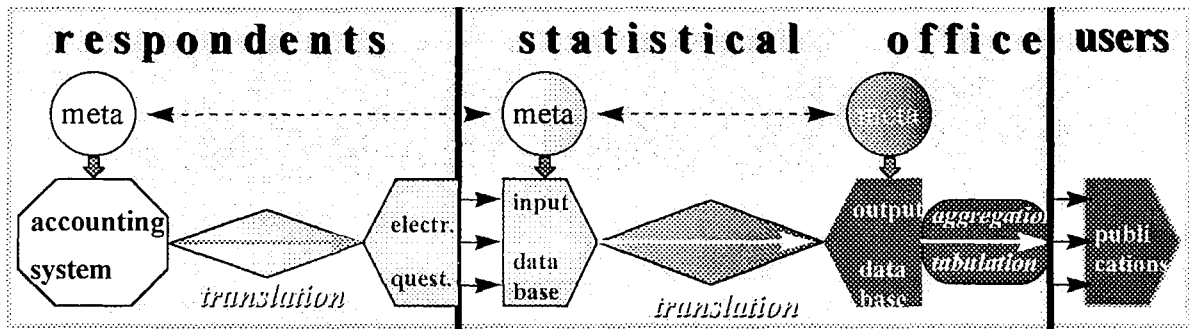 respondents statistical office users
meta meta meta
accounting
system
translation
electr.
quest.
input
data
base
translation
output
data
base
aggregation
tabulation
publi
cations